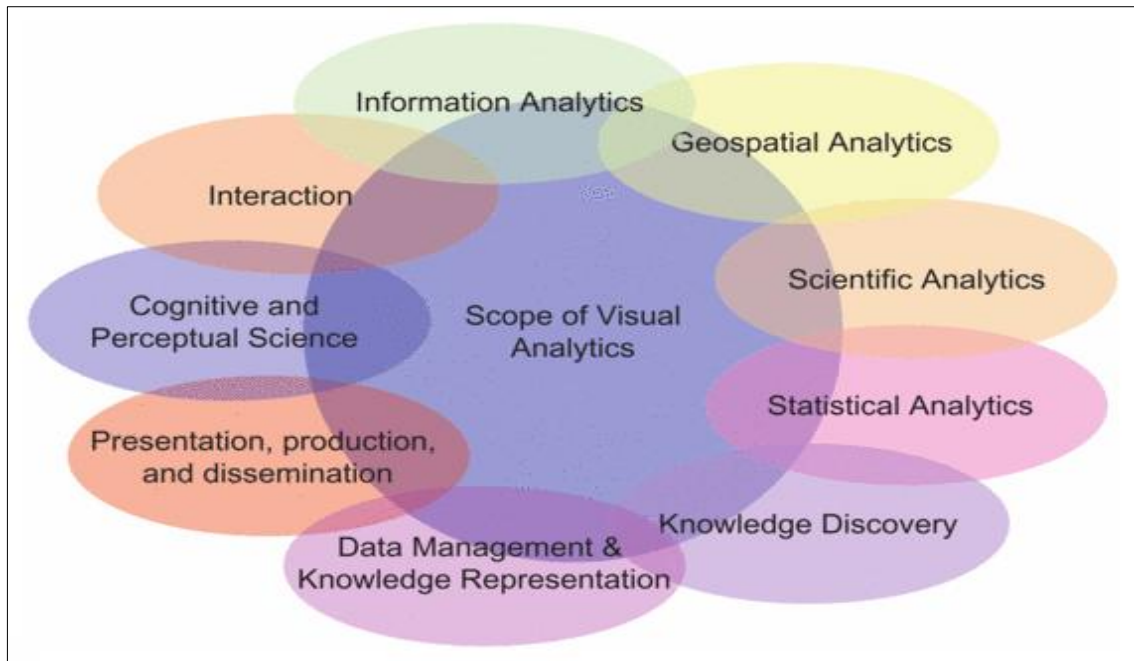 Information Analytics
Geospatial Analytics
Interaction
Scientific Analytics
Cognitive and
Perceptual Science
Scope of Visual
Analytics
Statistical Analytics
Presentation, production,
and dissemination
Knowledge Discovery
Data Management &
Knowledge Representation